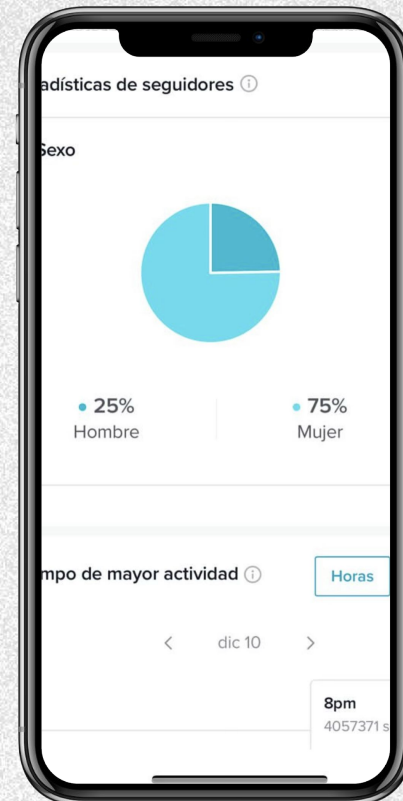 adísticas de seguidores
Sexo
25%
Hombre
75%
Mujer
mpo de mayor actividad
Horas
dic 10
8pm
4057371 s